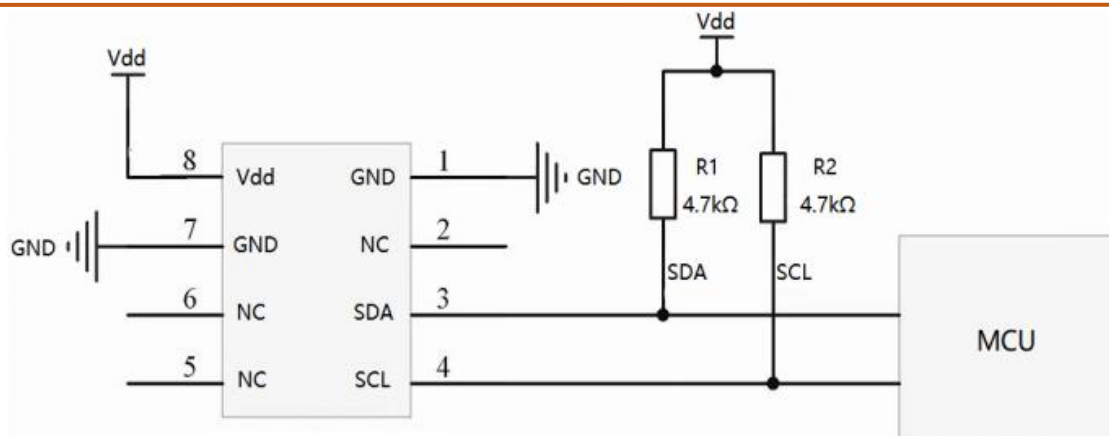 Vdd
Vdd
8 Vdd GND 1 GND
R1 R2
4.7kΩ 4.7kΩ
GND 7 GND NC 2
SDA SCL
6 NC SDA 3
MCU
5 NC SCL 4